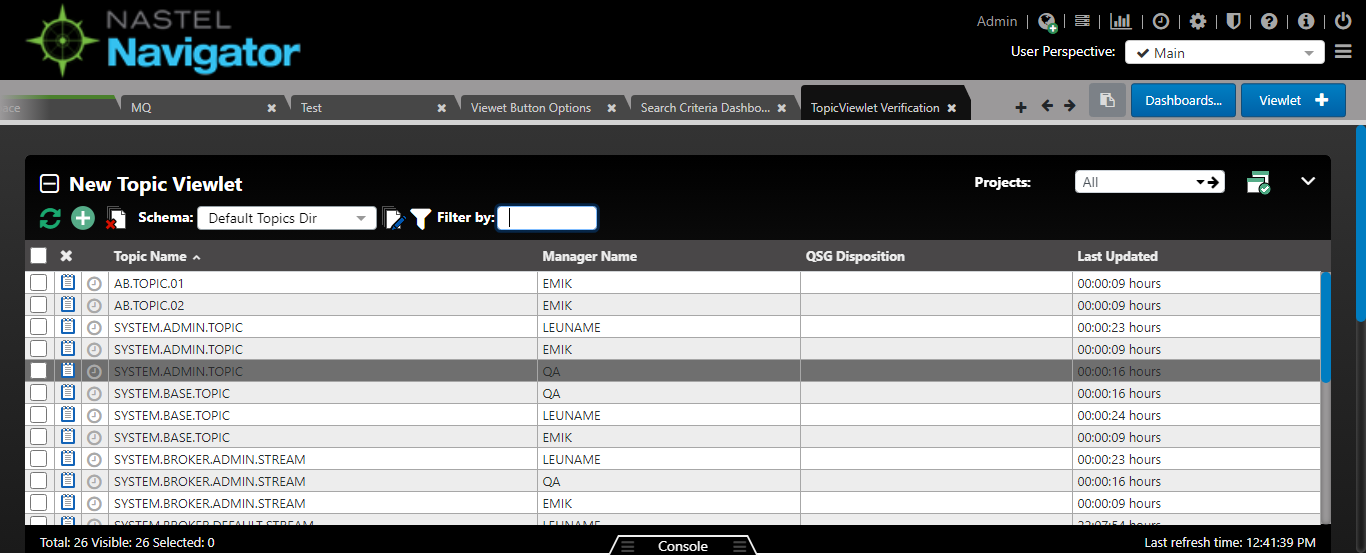 NASTEL
Navigator
Admin
User Perspective: Main
nce MQ Test Viewet Button Options Search Criteria Dashbo... TopicViewlet Verification Dashboards... Viewlet
New Topic Viewlet Projects: All
Schema: Default Topics Dir Filter by:
Topic Name Manager Name QSG Disposition Last Updated
AB.TOPIC.01 EMIK 00:00:09 hours
AB.TOPIC.02 EMIK 00:00:09 hours
SYSTEM.ADMIN.TOPIC LEUNAME 00:00:23 hours
SYSTEM.ADMIN.TOPIC EMIK 00:00:09 hours
SYSTEM.ADMIN.TOPIC QA 00:00:16 hours
SYSTEM.BASE.TOPIC QA 00:00:16 hours
SYSTEM.BASE.TOPIC LEUNAME 00:00:24 hours
SYSTEM.BASE.TOPIC EMIK 00:00:09 hours
SYSTEM.BROKER.ADMIN.STREAM LEUNAME 00:00:23 hours
SYSTEM.BROKER.ADMIN.STREAM QA 00:00:16 hours
SYSTEM.BROKER.ADMIN.STREAM EMIK 00:00:09 hours
SYSTEM.BROKER.DEFAULT.STREAM LEUNAME 22:07:54 hours
Total: 26 Visible: 26 Selected: 0 Console Last refresh time: 12:41:39 PM